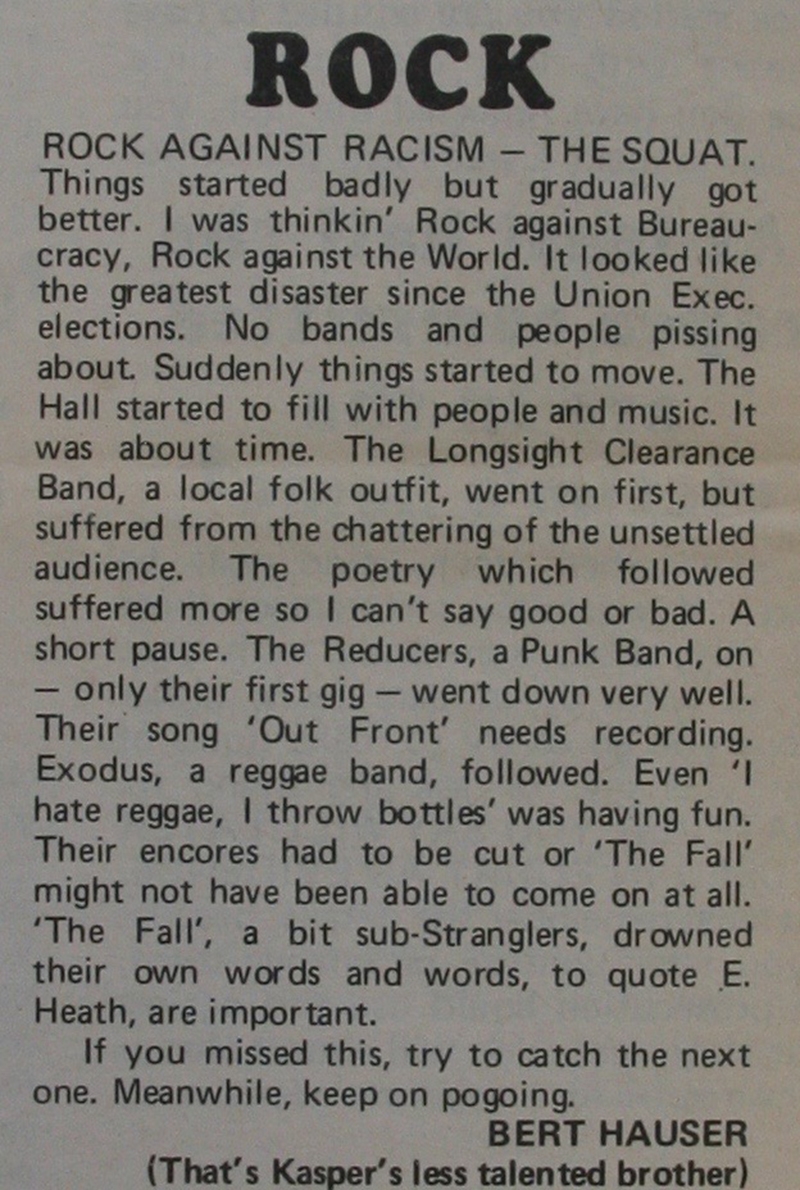 ROCK
ROCK AGAINST RACISM — THE SQUAT.
Things started badly but gradually got
better. I was thinkin' Rock against Bureau-
cracy, Rock against the World. It looked like
the greatest disaster since the Union Exec.
elections. No bands and people pissing
about. Suddenly things started to move. The
Hall started to fill with people and music. It
was about time. The Longsight Clearance
Band, a local folk outfit, went on first, but
suffered from the chattering of the unsettled
audience. The poetry which followed
suffered more so I can't say good or bad. A
short pause. The Reducers, a Punk Band, on
— only their first gig — went down very well.
Their song 'Out Front' needs recording.
Exodus, a reggae band, followed. Even 'I
hate reggae, I throw bottles' was having fun.
Their encores had to be cut or 'The Fall'
might not have been able to come on at all.
'The Fall', a bit sub-Stranglers, drowned
their own words and words, to quote E.
Heath, are important.
If you missed this, try to catch the next
one. Meanwhile, keep on pogoing.
BERT HAUSER
(That's Kasper's less talented brother)